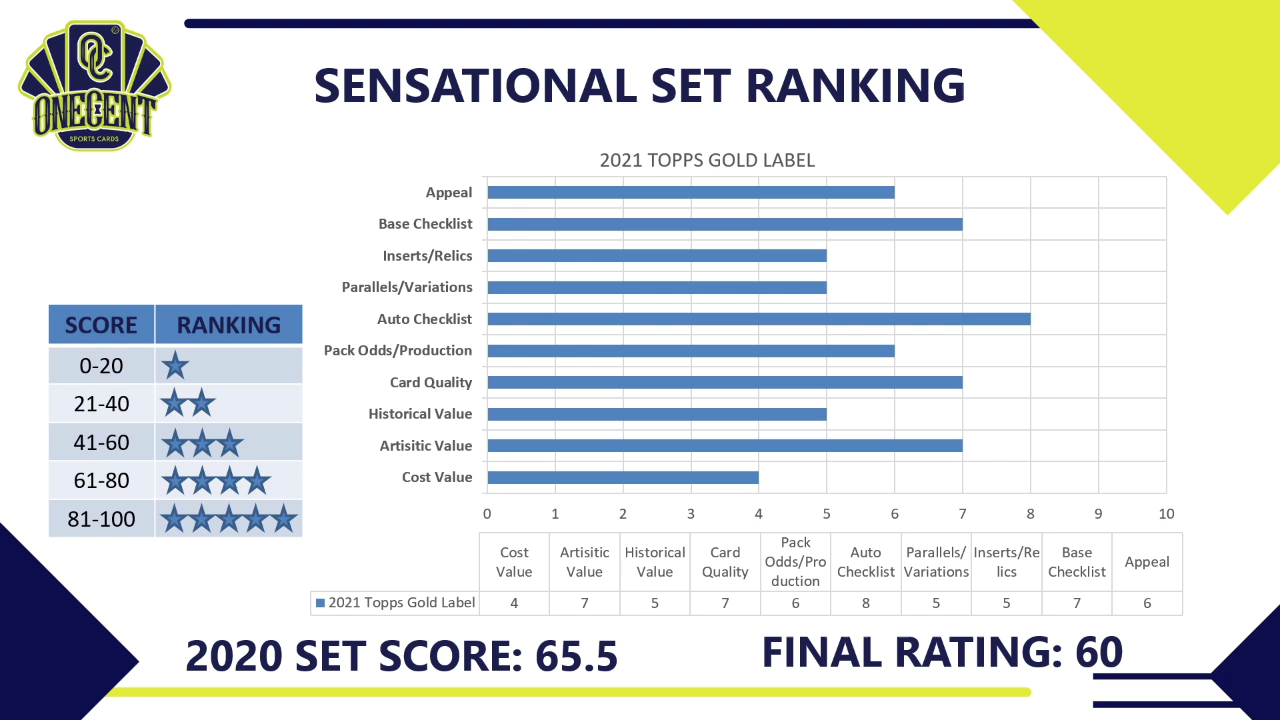 OC
ONECENT
SPORTS CARDS
SENSATIONAL SET RANKING
2021 TOPPS GOLD LABEL
Appeal
Base Checklist
Inserts/Relics
Parallels/Variations
Auto Checklist
Pack Odds/Production
Card Quality
Historical Value
Artisitic Value
Cost Value
0 1 2 3 4 5 6 7 8 9 10
SCORE RANKING
0-20
21-40
41-60
61-80
81-100
Cost Value
Artisitic Value
Historical Value
Card Quality
Pack Odds/Production
Auto Checklist
Parallels/Variations
Inserts/Relics
Base Checklist
Appeal
2021 Topps Gold Label 4 7 5 7 6 8 5 5 7 6
2020 SET SCORE: 65.5
FINAL RATING: 60